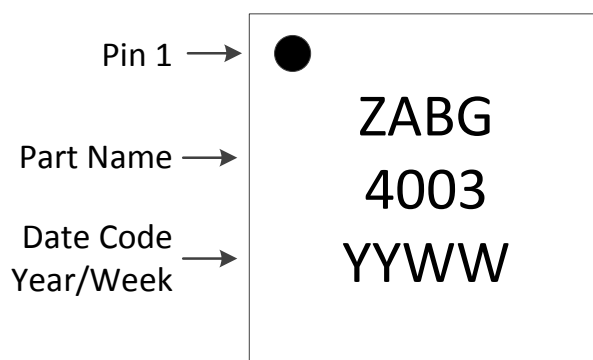 Pin 1
ZABG
Part Name
4003
Date Code
Year/Week
YYWW